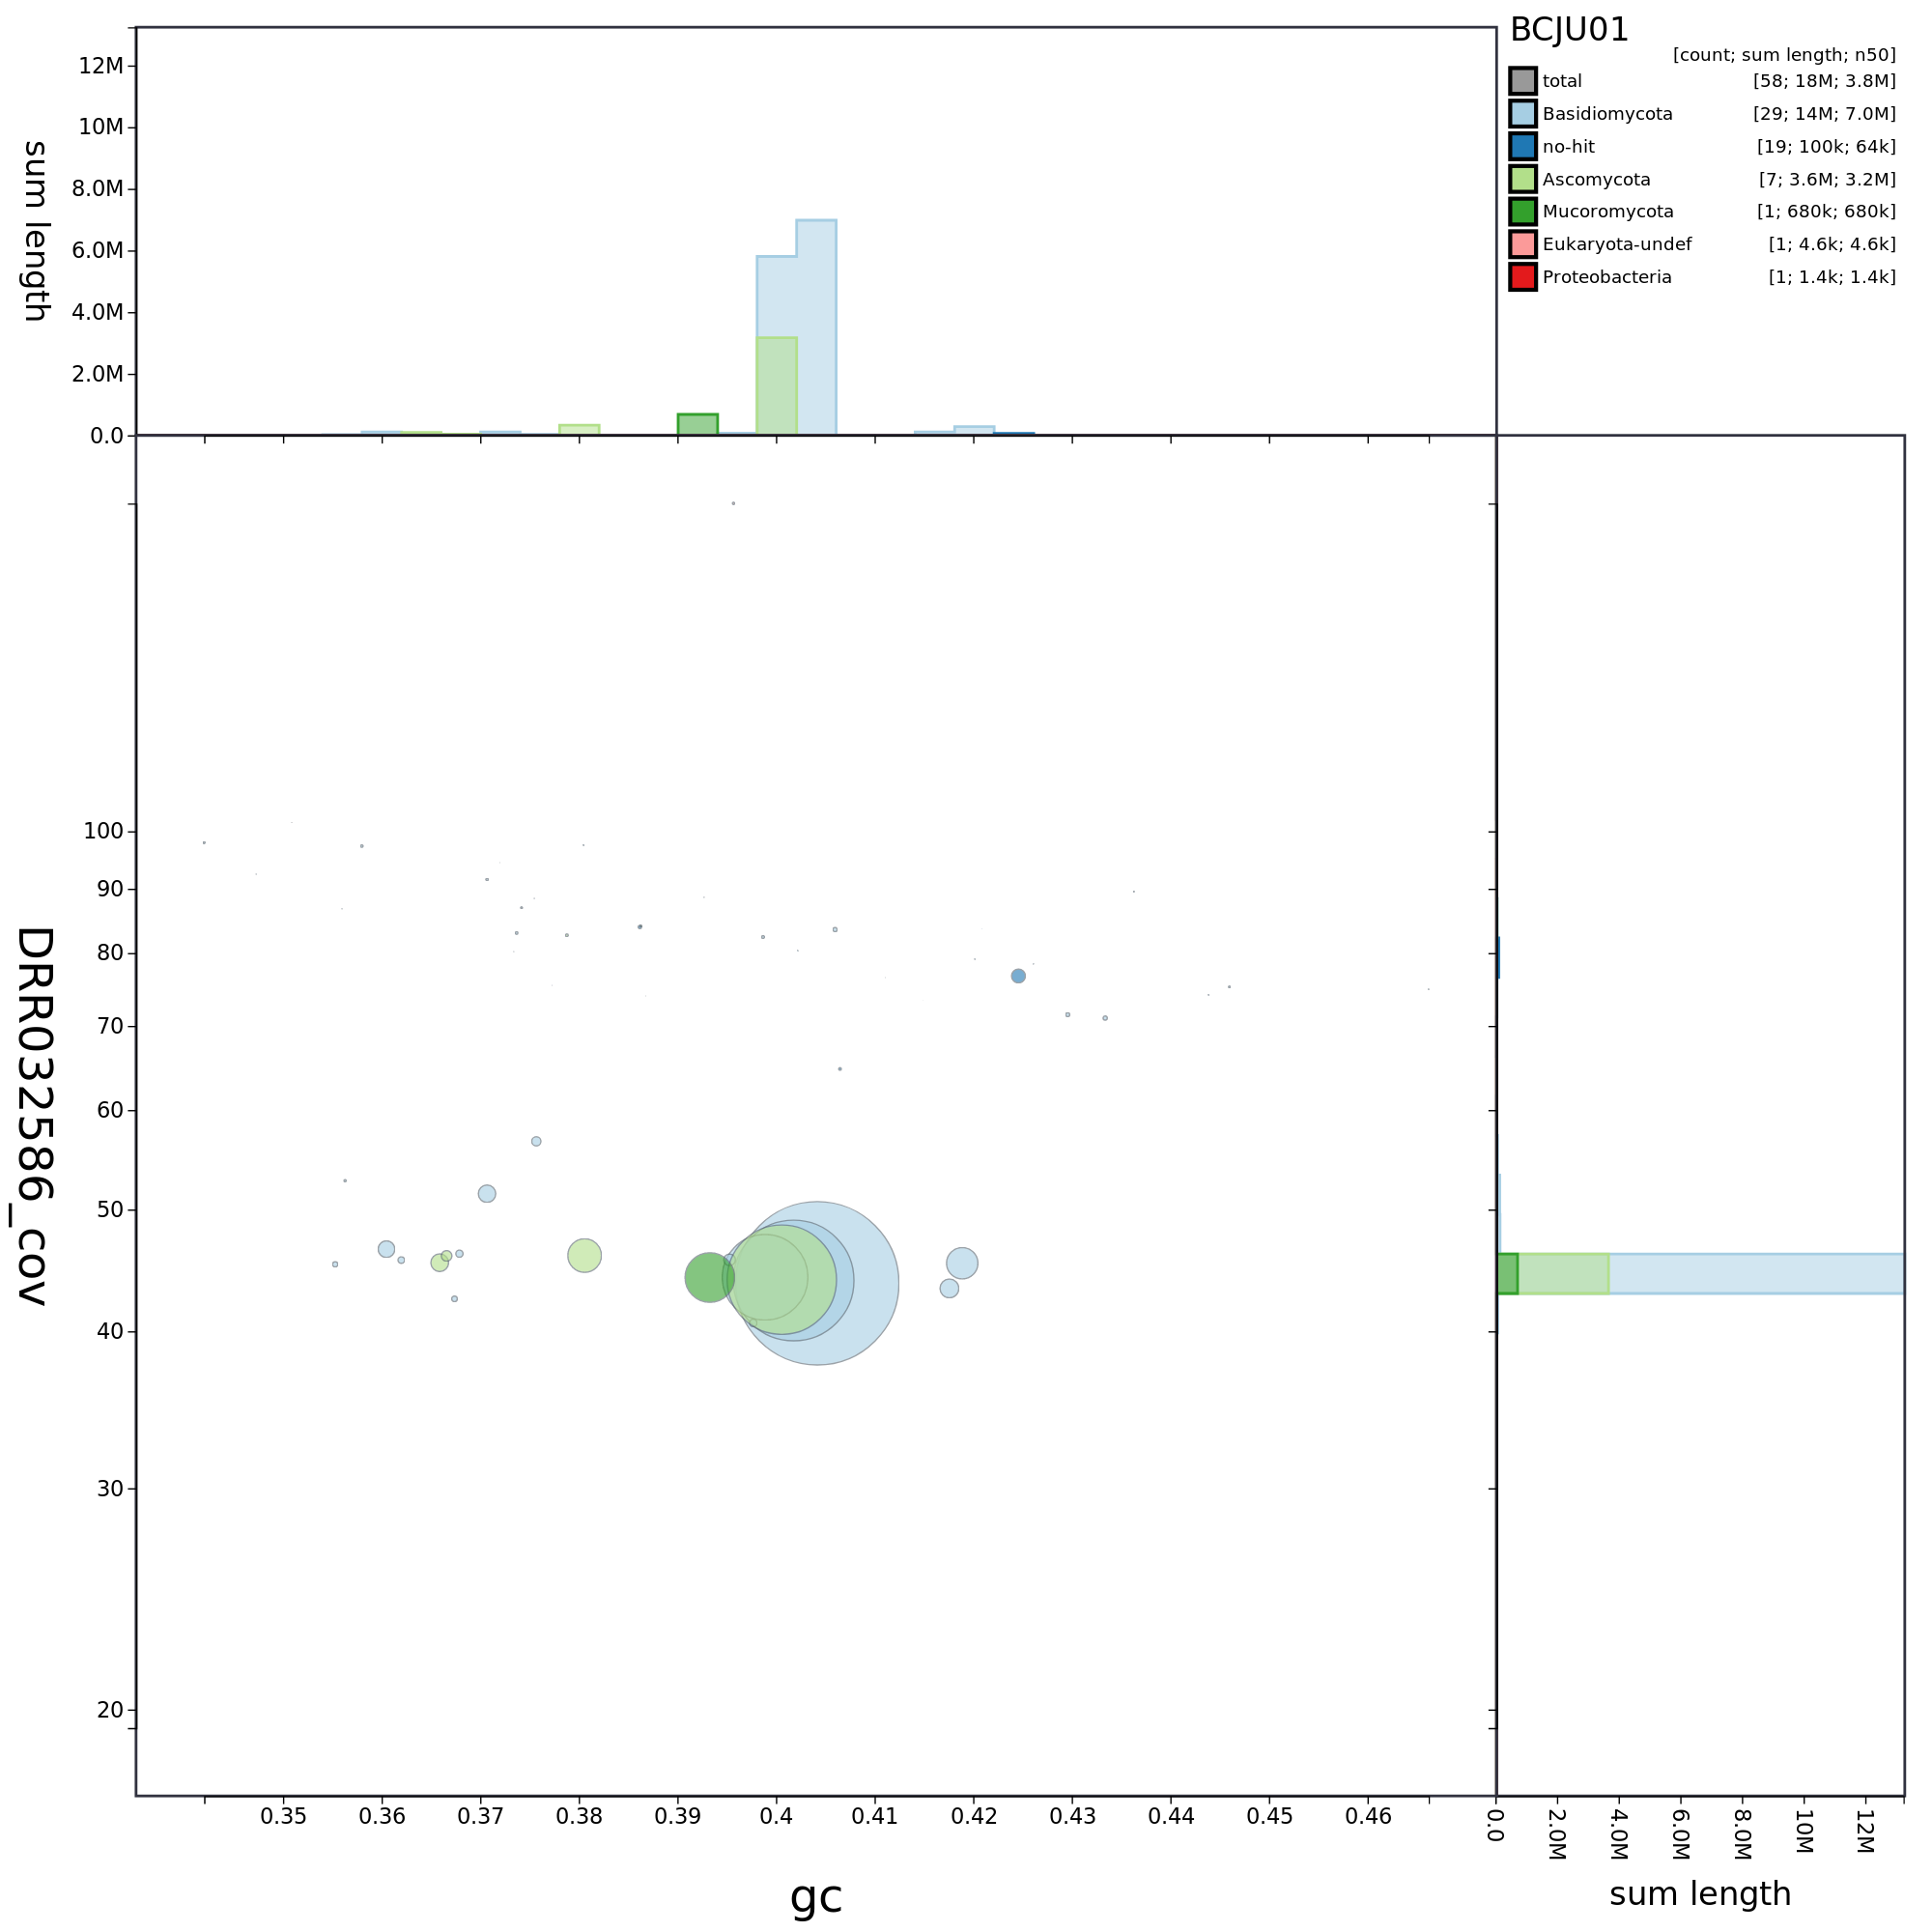 BCJU01
[count; sum length; n50]
total [58; 18M; 3.8M]
Basidiomycota [29; 14M; 7.0M]
no-hit [19; 100k; 64k]
Ascomycota [7; 3.6M; 3.2M]
Mucoromycota [1; 680k; 680k]
Eukaryota-undef [1; 4.6k; 4.6k]
Proteobacteria [1; 1.4k; 1.4k]
sum length
12M
10M
8.0M
6.0M
4.0M
2.0M
0.0
DRR032586_cov
100
90
80
70
60
50
40
30
20
0.35 0.36 0.37 0.38 0.39 0.4 0.41 0.42 0.43 0.44 0.45 0.46
gc
0.0 2.0M 4.0M 6.0M 8.0M 10M 12M
sum length